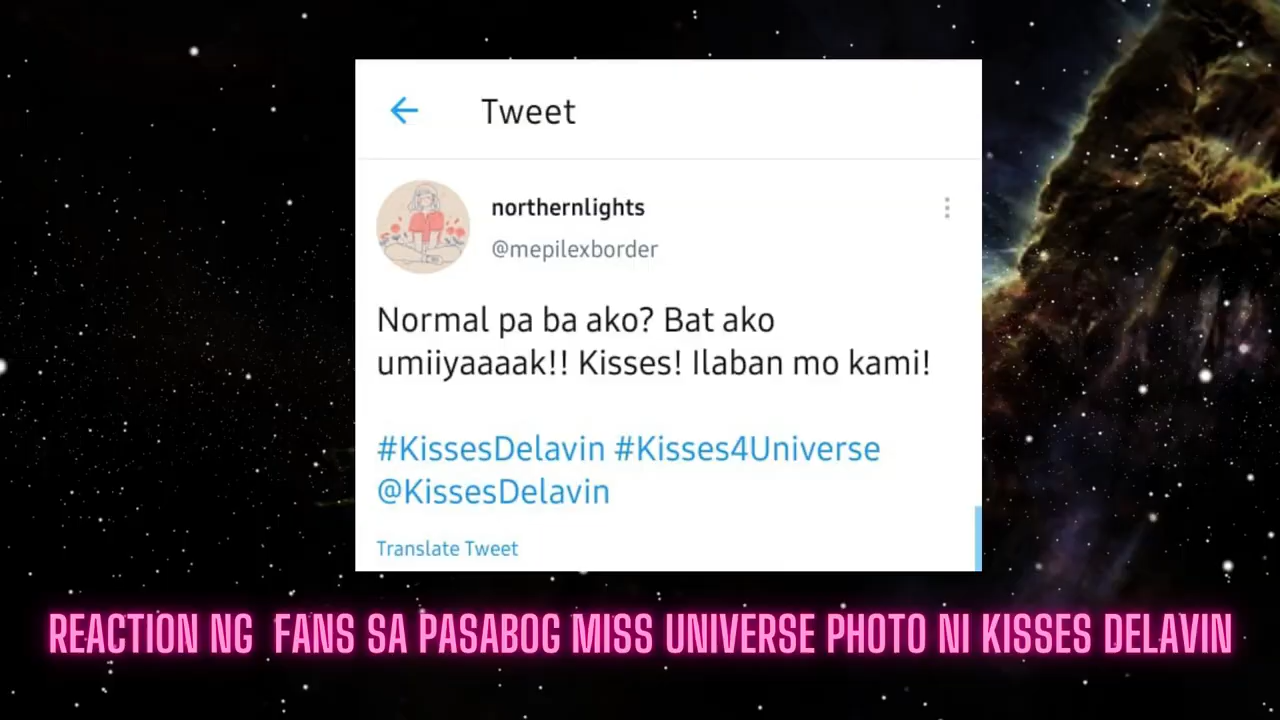 Tweet
northernlights
@mepilexborder
Normal pa ba ako? Bat ako
umiiyaaaak!! Kisses! Ilaban mo kami!
#KissesDelavin #Kisses4Universe
@KissesDelavin
Translate Tweet
REACTION NG FANS SA PASABOG MISS UNIVERSE PHOTO NI KISSES DELAVIN